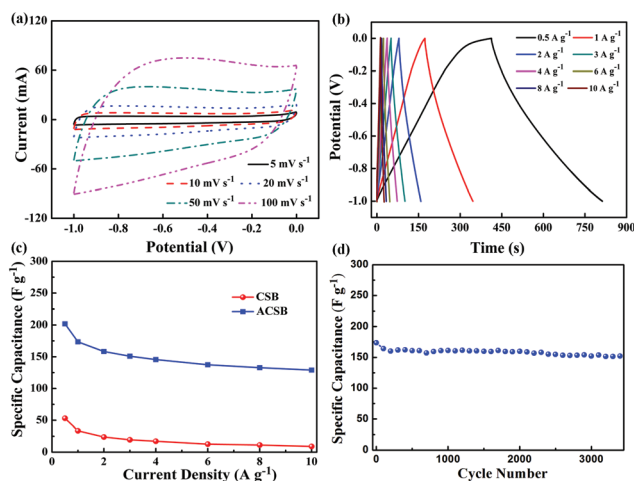 (a)
Current (mA)
120
60
0
-60
-120
5 mV s-1
10 mV s-1 20 mV s-1
50 mV s-1 100 mV s-1
-1.0 -0.8 -0.6 -0.4 -0.2 0.0
Potential (V)
(b)
Potential (V)
0.0
-0.2
-0.4
-0.6
-0.8
-1.0
0.5 A g-1 1 A g-1
2 A g-1 3 A g-1
4 A g-1 6 A g-1
8 A g-1 10 A g-1
0 150 300 450 600 750 900
Time (s)
(c)
Specific Capacitance (F g-1)
300
250
200
150
100
50
0
CSB
ACSB
0 2 4 6 8 10
Current Density (A g-1)
(d)
Specific Capacitance (F g-1)
300
250
200
150
100
50
0
0 1000 2000 3000
Cycle Number